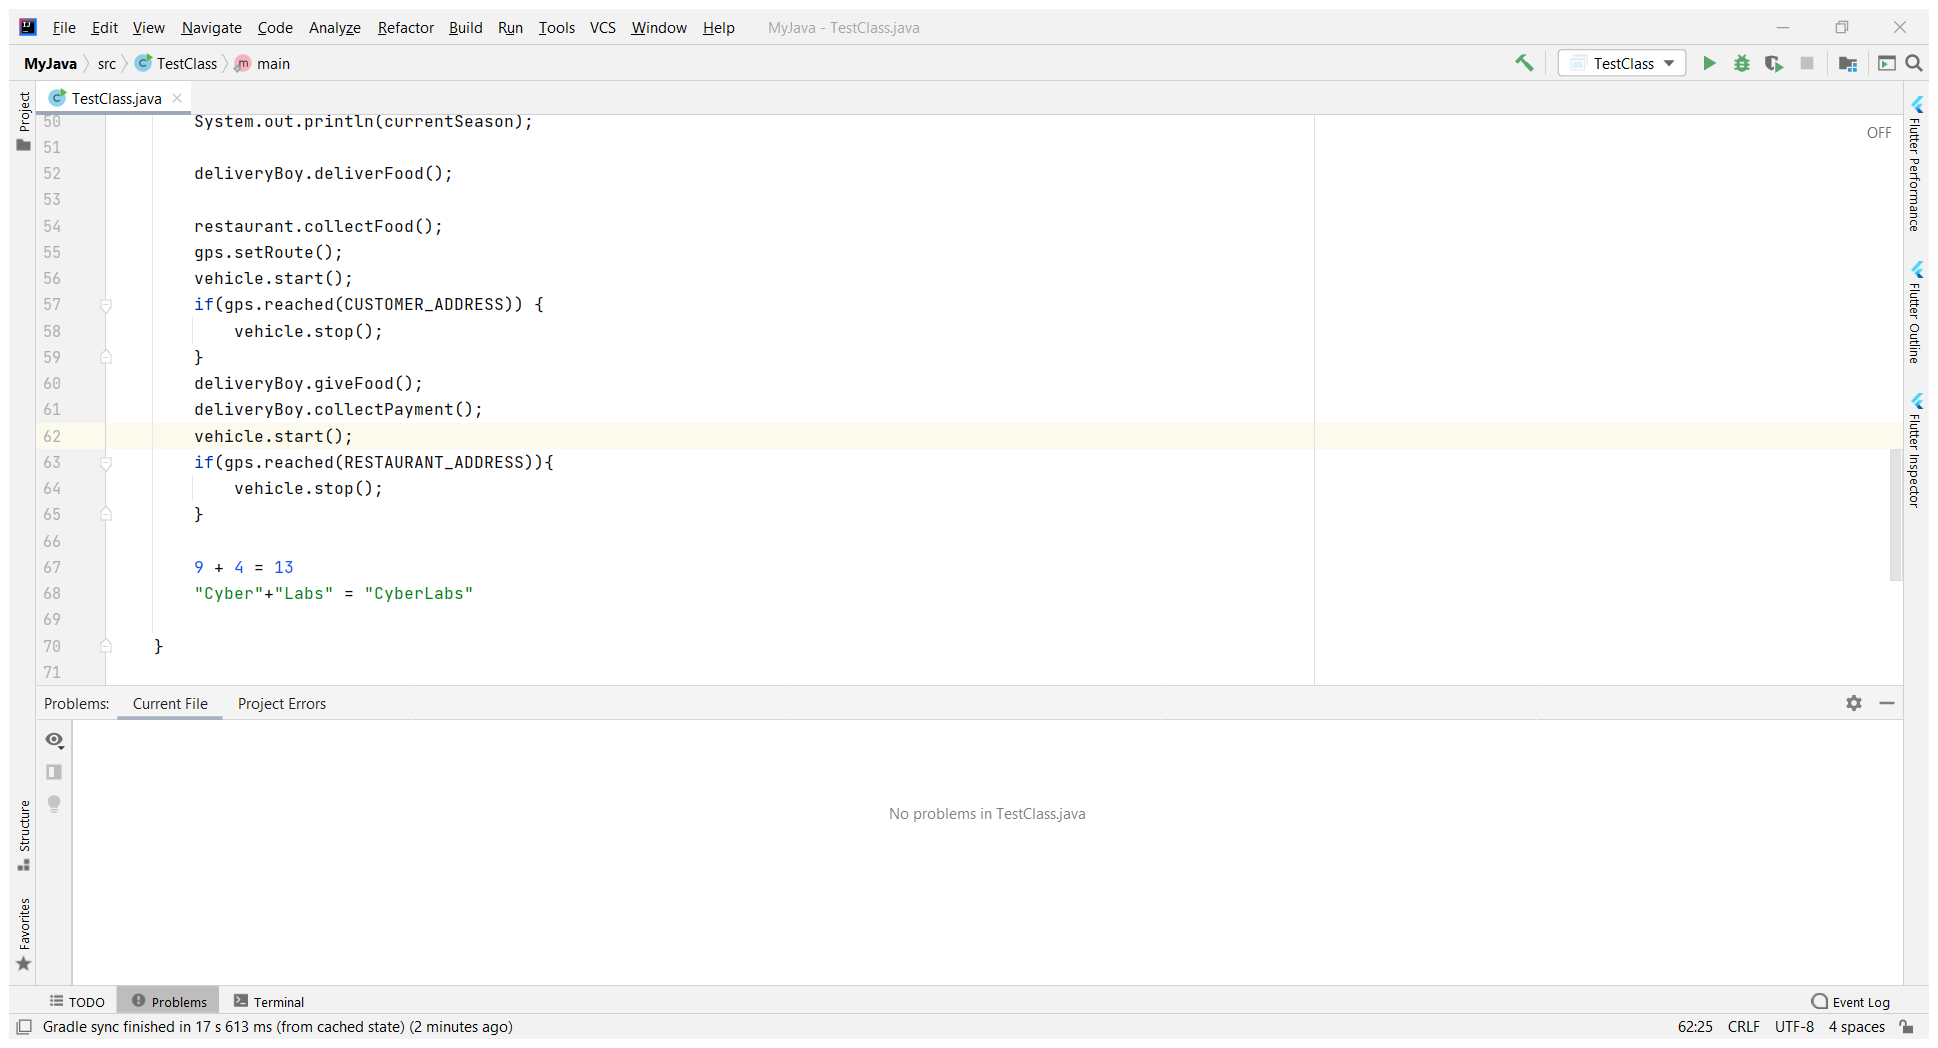 File Edit View Navigate Code Analyze Refactor Build Run Tools VCS Window Help MyJava - TestClass.java
MyJava src TestClass main TestClass
Project
TestClass.java
OFF
50 System.out.println(currentSeason);
51
52 deliveryBoy.deliverFood();
53
54 restaurant.collectFood();
55 gps.setRoute();
56 vehicle.start();
57 if(gps.reached(CUSTOMER_ADDRESS)) {
58 vehicle.stop();
59 }
60 deliveryBoy.giveFood();
61 deliveryBoy.collectPayment();
62 vehicle.start();
63 if(gps.reached(RESTAURANT_ADDRESS)){
64 vehicle.stop();
65 }
66
67 9 + 4 = 13
68 "Cyber"+"Labs" = "CyberLabs"
69
70 }
71
Flutter Performance
Flutter Outline
Flutter Inspector
Problems: Current File Project Errors
No problems in TestClass.java
Structure
Favorites
TODO Problems Terminal Event Log
Gradle sync finished in 17 s 613 ms (from cached state) (2 minutes ago) 62:25 CRLF UTF-8 4 spaces